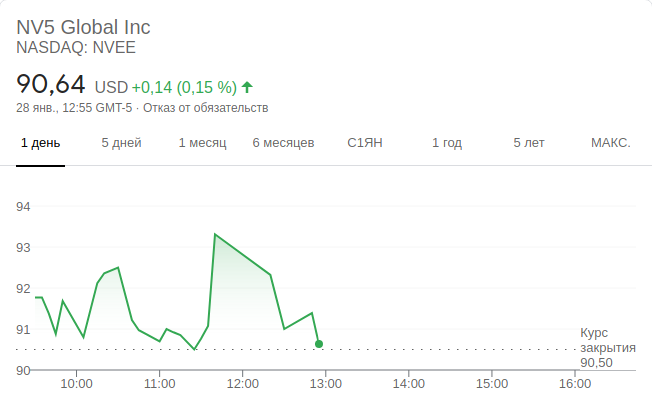 NV5 Global Inc
NASDAQ: NVEE
90,64 USD +0,14 (0,15 %)
28 янв., 12:55 GMT-5 · Отказ от обязательств
1 день 5 дней 1 месяц 6 месяцев С1ЯН 1 год 5 лет МАКС.
94
93
92
91
90
Курс
закрытия
90,50
10:00 11:00 12:00 13:00 14:00 15:00 16:00